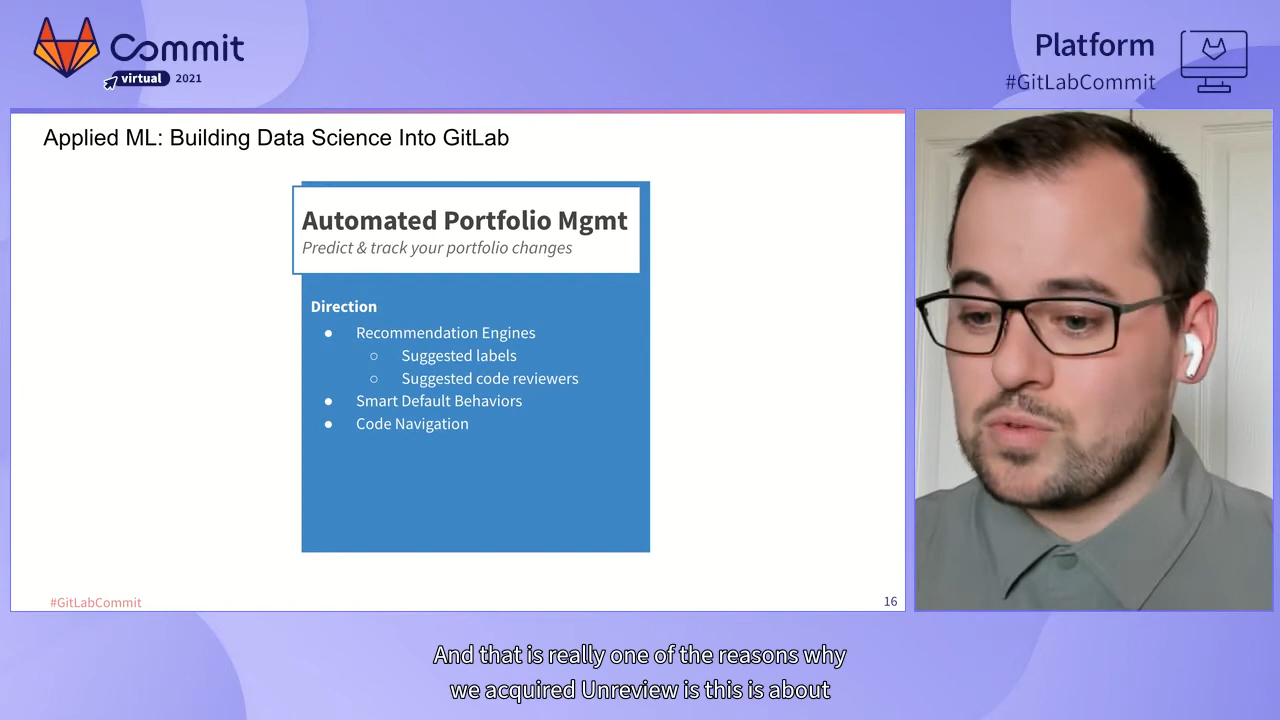 Commit
virtual 2021
Platform
#GitLabCommit
Applied ML: Building Data Science Into GitLab
Automated Portfolio Mgmt
Predict & track your portfolio changes
Direction
● Recommendation Engines
○ Suggested labels
○ Suggested code reviewers
● Smart Default Behaviors
● Code Navigation
#GitLabCommit
16
And that is really one of the reasons why
we acquired Unreview is this is about